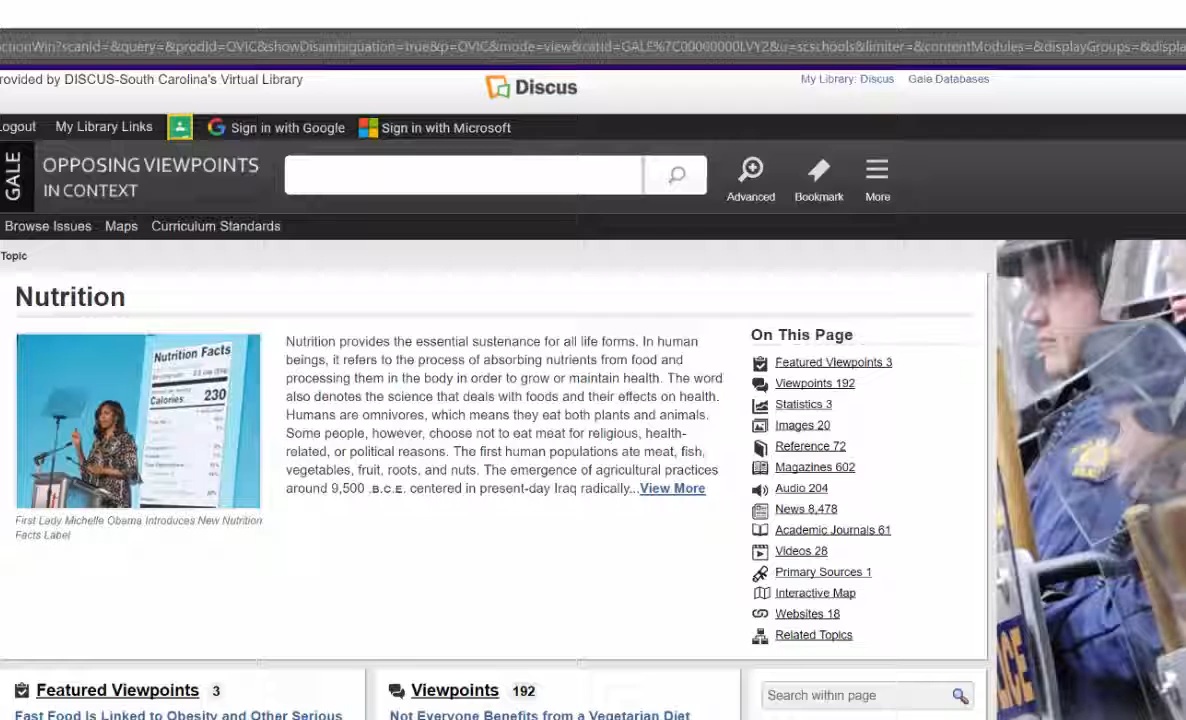 ctionWin?scanId=&query=&prodId=OVIC&showDisambiguation=true&p=OVIC&mode=view&catId=GALE%7C00000000LVYZ&u=scschools&limiter=&contentModules=&displayGroups=&displa
rovided by DISCUS-South Carolina's Virtual Library
Discus
My Library: Discus Gale Databases
Logout My Library Links Sign in with Google Sign in with Microsoft
GALE
OPPOSING VIEWPOINTS
IN CONTEXT
Advanced Bookmark More
Browse Issues Maps Curriculum Standards
Topic
Nutrition
Nutrition Facts
Calories 230
First Lady Michelle Obama Introduces New Nutrition
Facts Label
Nutrition provides the essential sustenance for all life forms. In human
beings, it refers to the process of absorbing nutrients from food and
processing them in the body in order to grow or maintain health. The word
also denotes the science that deals with foods and their effects on health.
Humans are omnivores, which means they eat both plants and animals.
Some people, however, choose not to eat meat for religious, health-
related, or political reasons. The first human populations ate meat, fish,
vegetables, fruit, roots, and nuts. The emergence of agricultural practices
around 9,500 .B.C.E. centered in present-day Iraq radically...View More
On This Page
Featured Viewpoints 3
Viewpoints 192
Statistics 3
Images 20
Reference 72
Magazines 602
Audio 204
News 8,478
Academic Journals 61
Videos 28
Primary Sources 1
Interactive Map
Websites 18
Related Topics
Featured Viewpoints 3
Fast Food Is Linked to Obesity and Other Serious
Viewpoints 192
Not Everyone Benefits from a Vegetarian Diet
Search within page